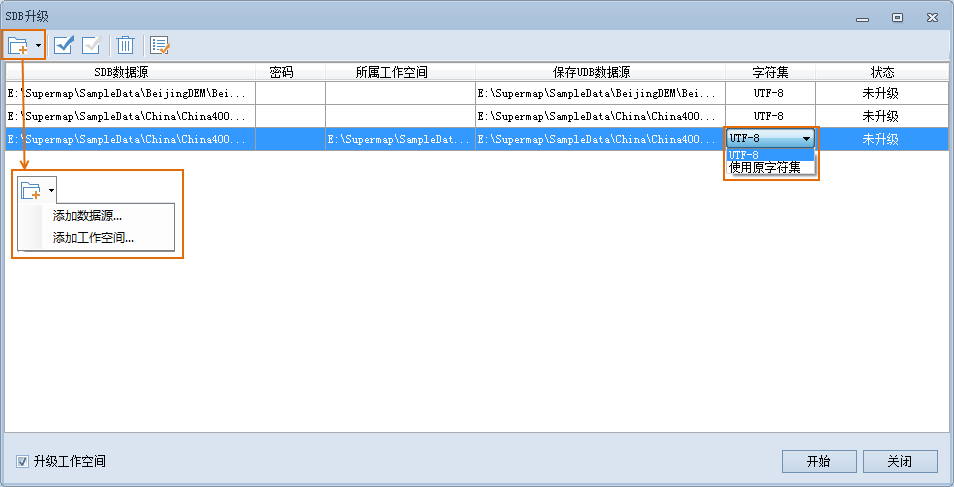 SDB升级
SDB数据源 密码 所属工作空间 保存UDB数据源 字符集 状态
E:\Supermap\SampleData\BeijingDEM\Bei... E:\Supermap\SampleData\BeijingDEM\Bei... UTF-8 未升级
E:\Supermap\SampleData\China\China400... E:\Supermap\SampleData\China\China400... UTF-8 未升级
E:\Supermap\SampleData\China\China400... E:\Supermap\SampleDat... E:\Supermap\SampleData\China\China400... UTF-8 未升级
UTF-8
使用原字符集
添加数据源...
添加工作空间...
升级工作空间 开始 关闭